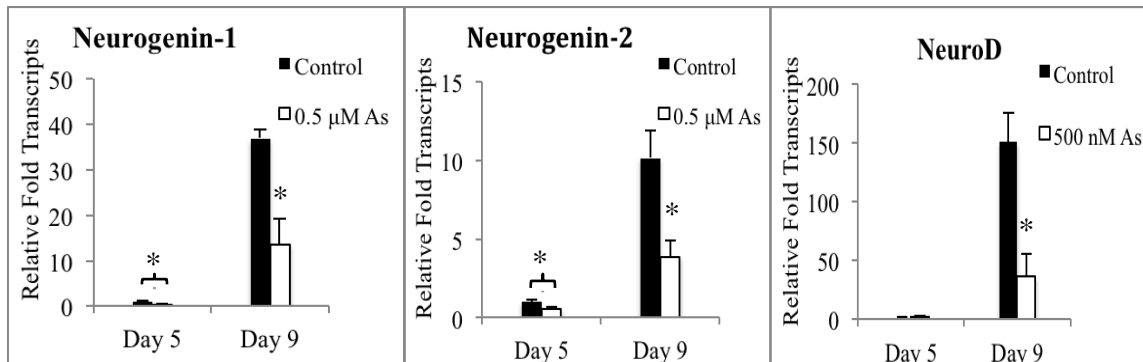 Neurogenin-1
Relative Fold Transcripts
50
40
30
20
10
0
Control
0.5 μM As
*
*
Day 5
Day 9
Neurogenin-2
Relative Fold Transcripts
15
10
5
0
Control
0.5 μM As
*
*
Day 5
Day 9
NeuroD
Relative Fold Transcripts
200
150
100
50
0
Control
500 nM As
*
Day 5
Day 9